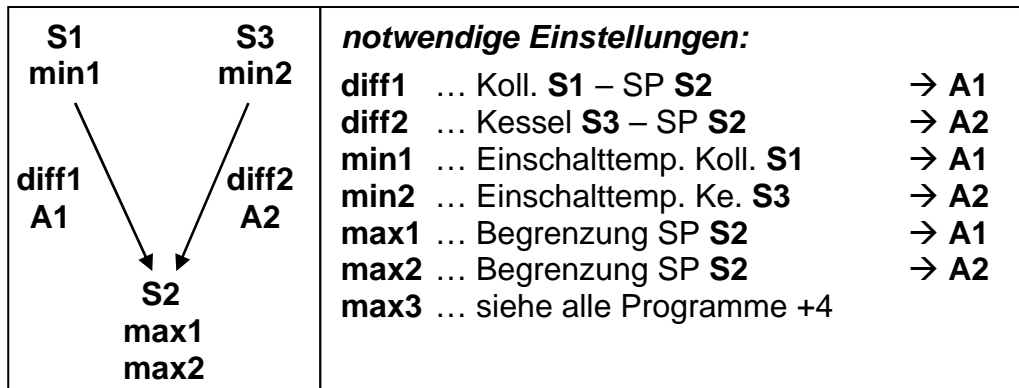 S1 S3
min1 min2
diff1 diff2
A1 A2
S2
max1
max2
notwendige Einstellungen:
diff1 … Koll. S1 – SP S2 → A1
diff2 … Kessel S3 – SP S2 → A2
min1 … Einschalttemp. Koll. S1 → A1
min2 … Einschalttemp. Ke. S3 → A2
max1 … Begrenzung SP S2 → A1
max2 … Begrenzung SP S2 → A2
max3 … siehe alle Programme +4